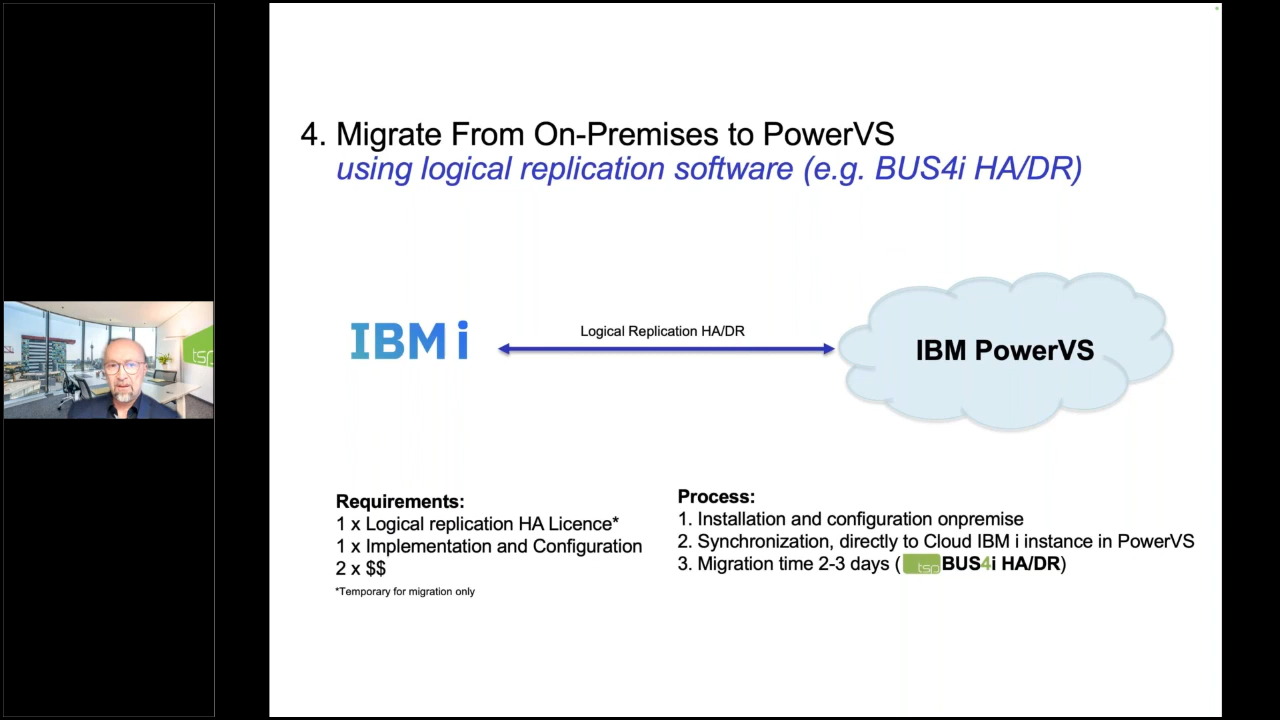 4. Migrate From On-Premises to PowerVS
using logical replication software (e.g. BUS4i HA/DR)
IBM i
Logical Replication HA/DR
IBM PowerVS
tsp
Requirements:
1 x Logical replication HA Licence*
1 x Implementation and Configuration
2 x $$
*Temporary for migration only
Process:
1. Installation and configuration onpremise
2. Synchronization, directly to Cloud IBM i instance in PowerVS
3. Migration time 2-3 days ( tsp BUS4i HA/DR)